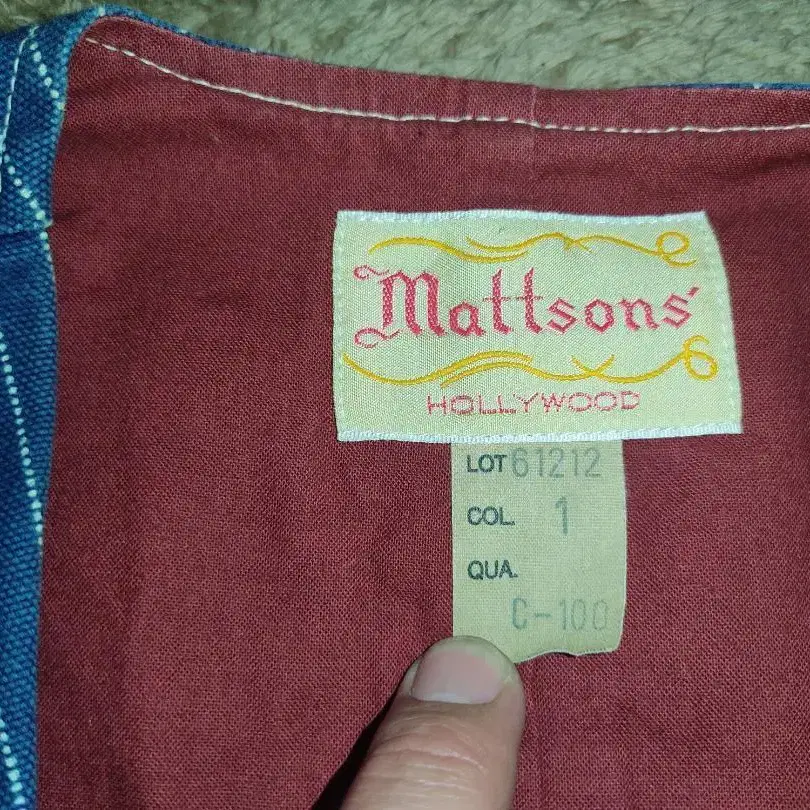 Mattsons'
HOLLYWOOD
LOT 61212
COL. 1
QUA.
C-100